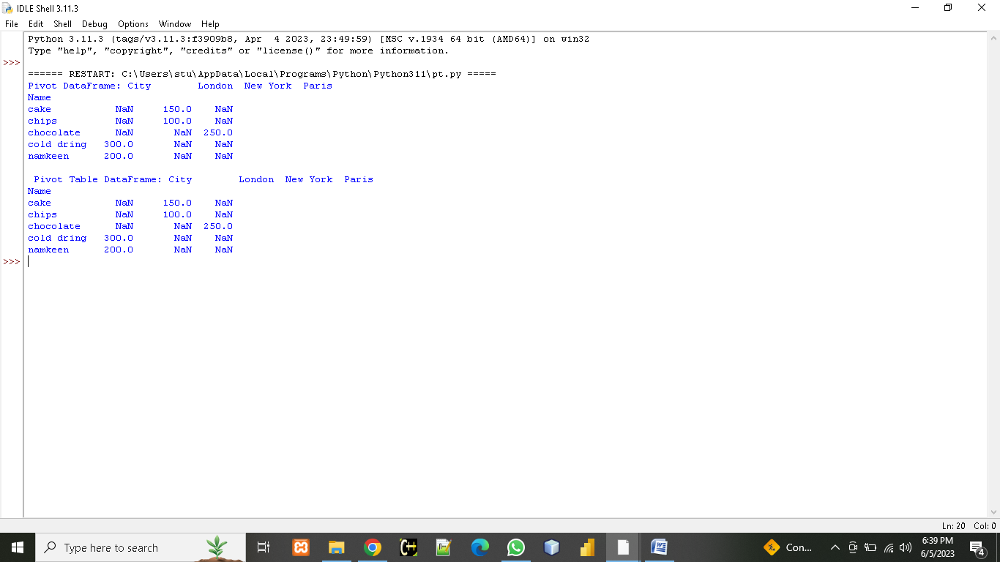 IDLE Shell 3.11.3
File Edit Shell Debug Options Window Help
Python 3.11.3 (tags/v3.11.3:f3909b8, Apr  4 2023, 23:49:59) [MSC v.1934 64 bit (AMD64)] on win32
Type "help", "copyright", "credits" or "license()" for more information.
>>>
====== RESTART: C:\Users\stu\AppData\Local\Programs\Python\Python311\pt.py =====
Pivot DataFrame: City        London  New York  Paris
Name
cake           NaN     150.0    NaN
chips          NaN     100.0    NaN
chocolate      NaN       NaN  250.0
cold dring   300.0       NaN    NaN
namkeen      200.0       NaN    NaN
 Pivot Table DataFrame: City        London  New York  Paris
Name
cake           NaN     150.0    NaN
chips          NaN     100.0    NaN
chocolate      NaN       NaN  250.0
cold dring   300.0       NaN    NaN
namkeen      200.0       NaN    NaN
>>>
Ln: 20 Col: 0
Type here to search
Con...
6:39 PM
6/5/2023
4